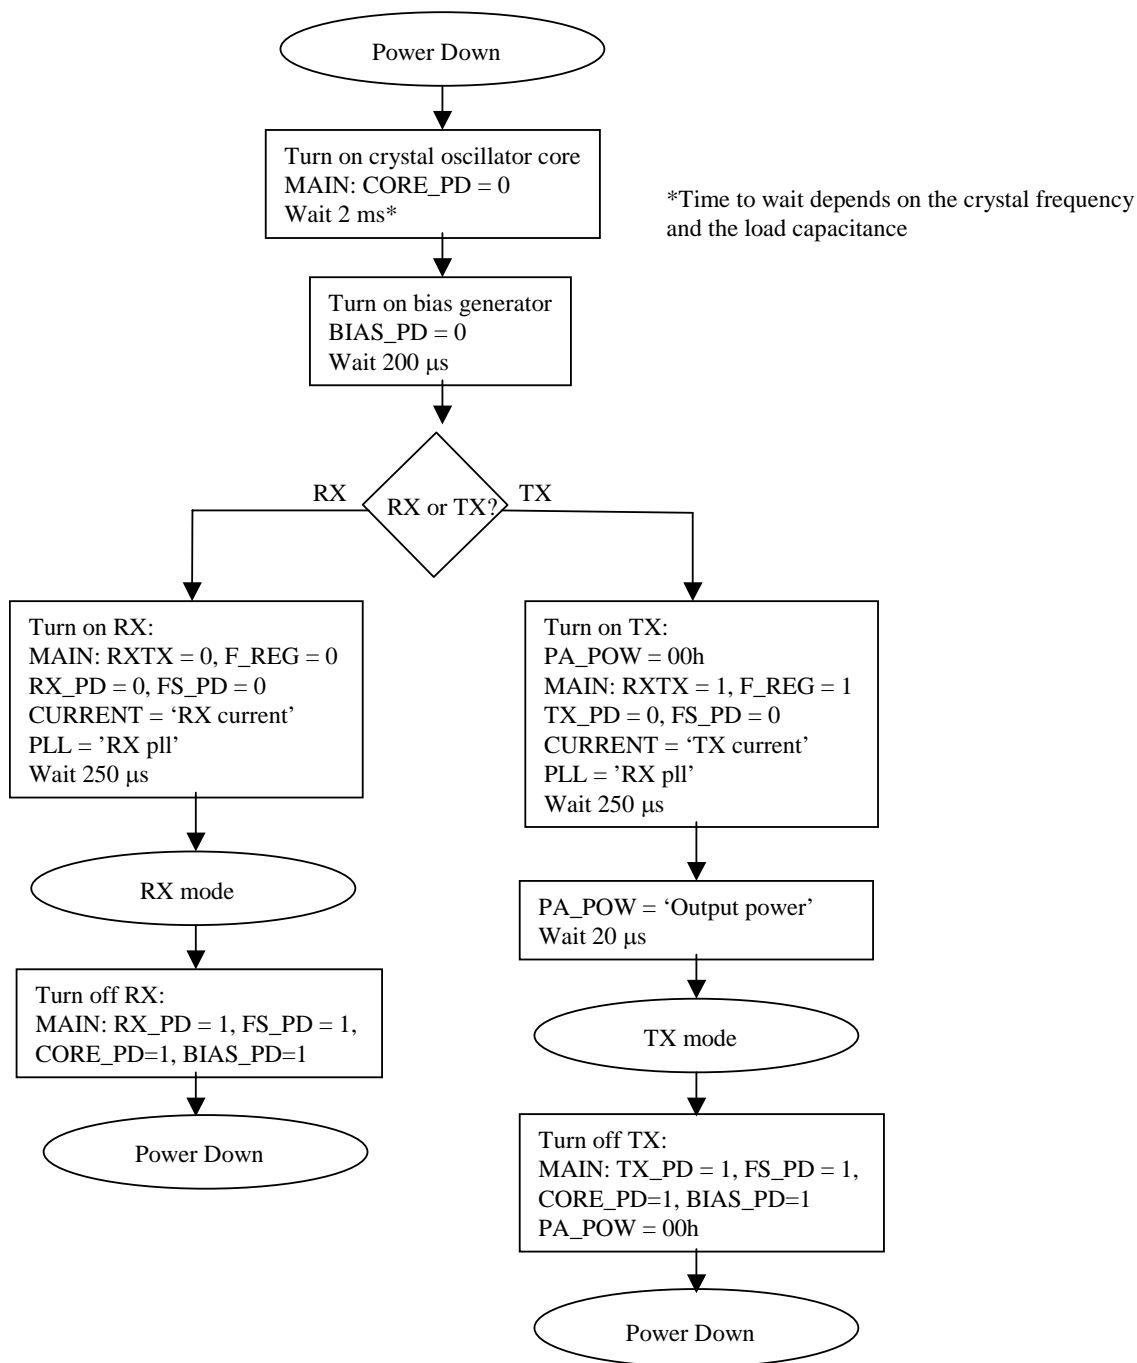 Power Down
Turn on crystal oscillator core
MAIN: CORE_PD = 0
Wait 2 ms*
*Time to wait depends on the crystal frequency
and the load capacitance
Turn on bias generator
BIAS_PD = 0
Wait 200 μs
RX
RX or TX?
TX
Turn on RX:
MAIN: RXTX = 0, F_REG = 0
RX_PD = 0, FS_PD = 0
CURRENT = ‘RX current’
PLL = ’RX pll’
Wait 250 μs
RX mode
Turn off RX:
MAIN: RX_PD = 1, FS_PD = 1,
CORE_PD=1, BIAS_PD=1
Power Down
Turn on TX:
PA_POW = 00h
MAIN: RXTX = 1, F_REG = 1
TX_PD = 0, FS_PD = 0
CURRENT = ‘TX current’
PLL = ’RX pll’
Wait 250 μs
PA_POW = ‘Output power’
Wait 20 μs
TX mode
Turn off TX:
MAIN: TX_PD = 1, FS_PD = 1,
CORE_PD=1, BIAS_PD=1
PA_POW = 00h
Power Down